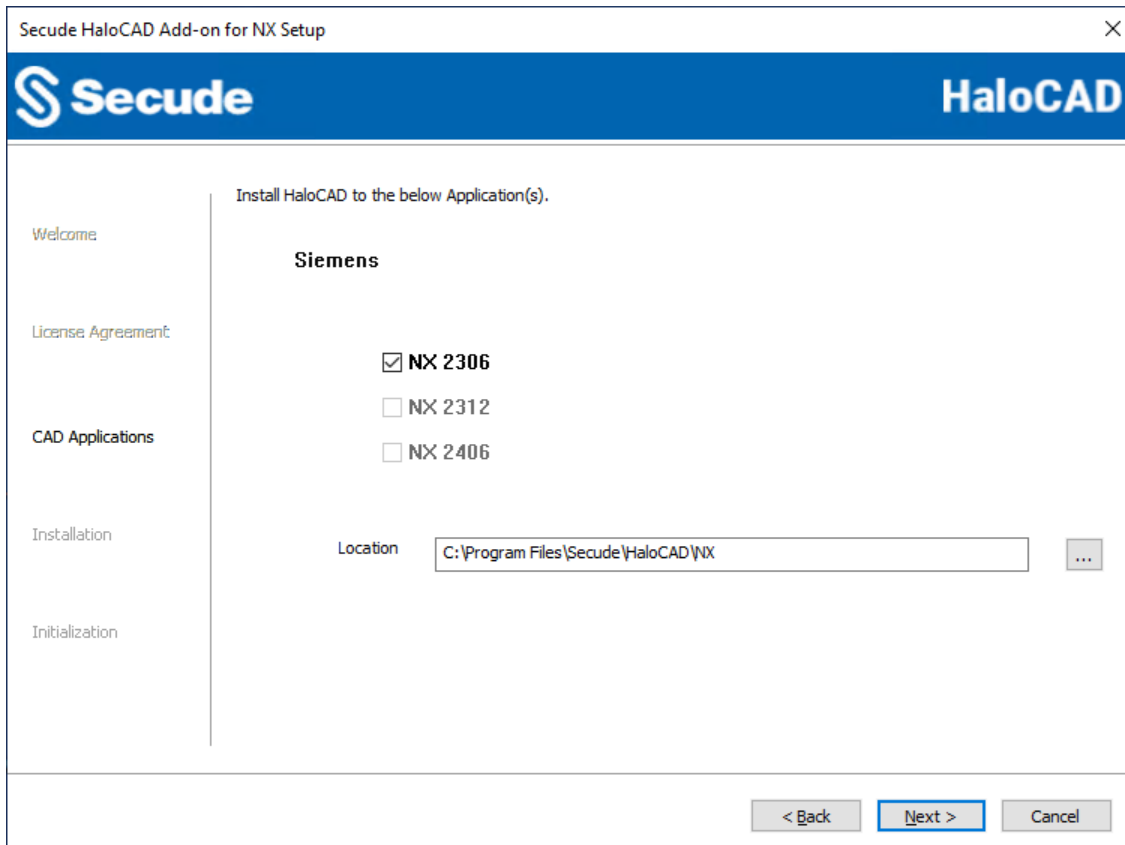 Secude HaloCAD Add-on for NX Setup
Secude
HaloCAD
Install HaloCAD to the below Application(s).
Welcome
Siemens
License Agreement
NX 2306
NX 2312
CAD Applications
NX 2406
Installation
Location
C:\Program Files\Secude\HaloCAD\NX
...
Initialization
< Back
Next >
Cancel